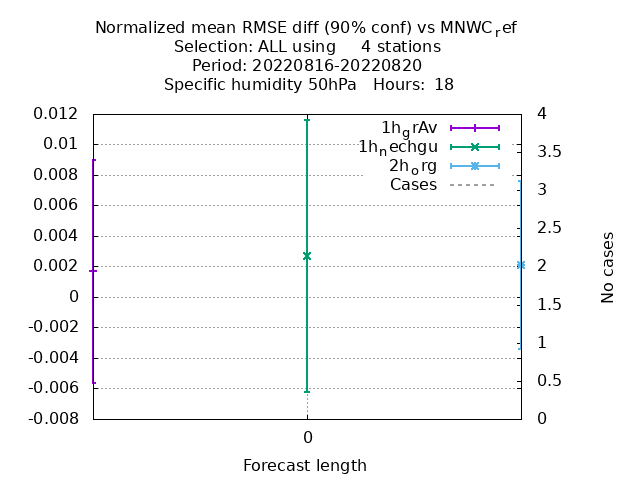 Normalized mean RMSE diff (90% conf) vs MNWC_ref
Selection: ALL using 4 stations
Period: 20220816-20220820
Specific humidity 50hPa Hours: 18
0.012
0.01
0.008
0.006
0.004
0.002
0
-0.002
-0.004
-0.006
-0.008
1h_grAv
1h_nechgu
2h_org
Cases
4
3.5
3
2.5
2
1.5
1
0.5
0
No cases
0
Forecast length